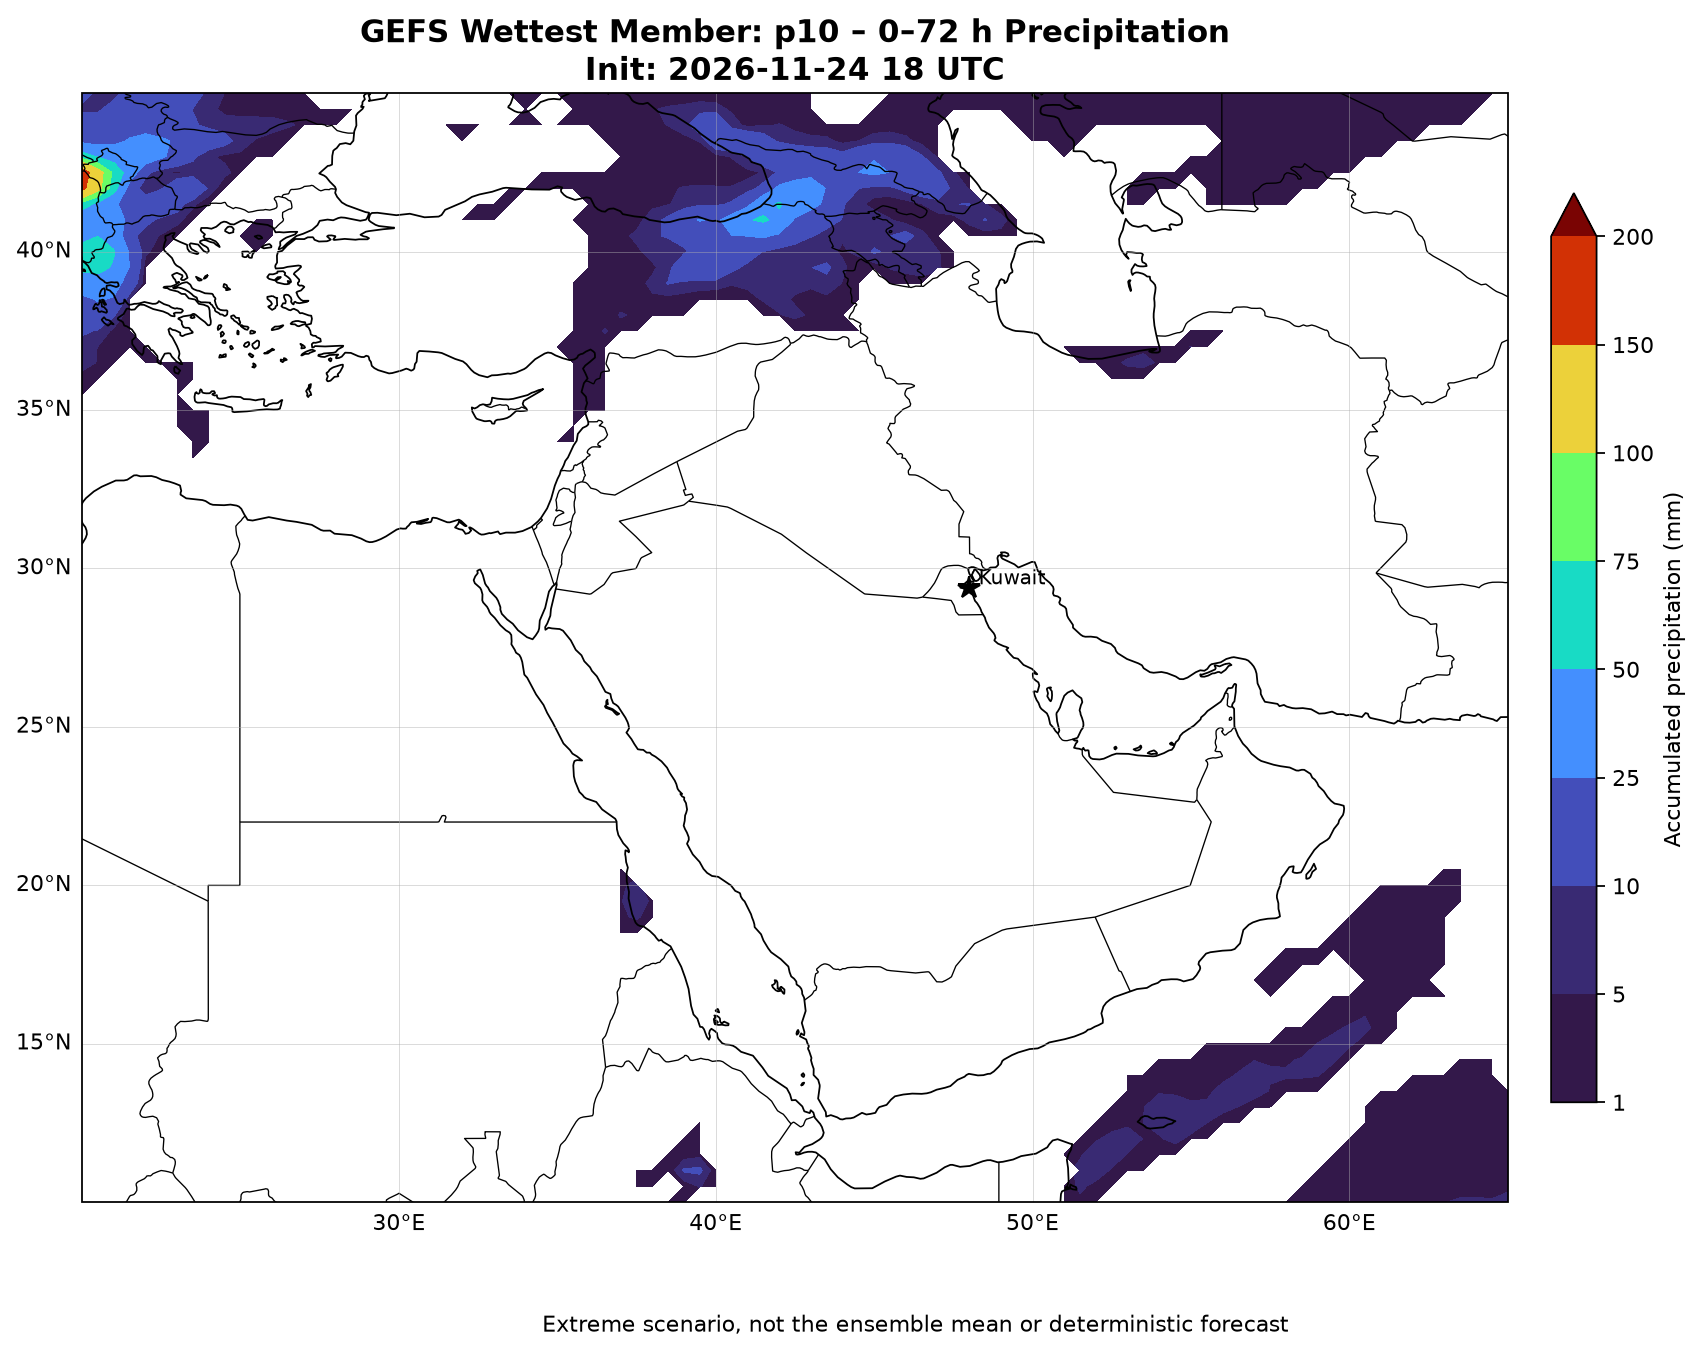 GEFS Wettest Member: p10 – 0–72 h Precipitation
Init: 2026-11-24 18 UTC
40°N
35°N
30°N
25°N
20°N
15°N
Kuwait
30°E
40°E
50°E
60°E
200
150
100
75
50
25
10
5
1
Accumulated precipitation (mm)
Extreme scenario, not the ensemble mean or deterministic forecast